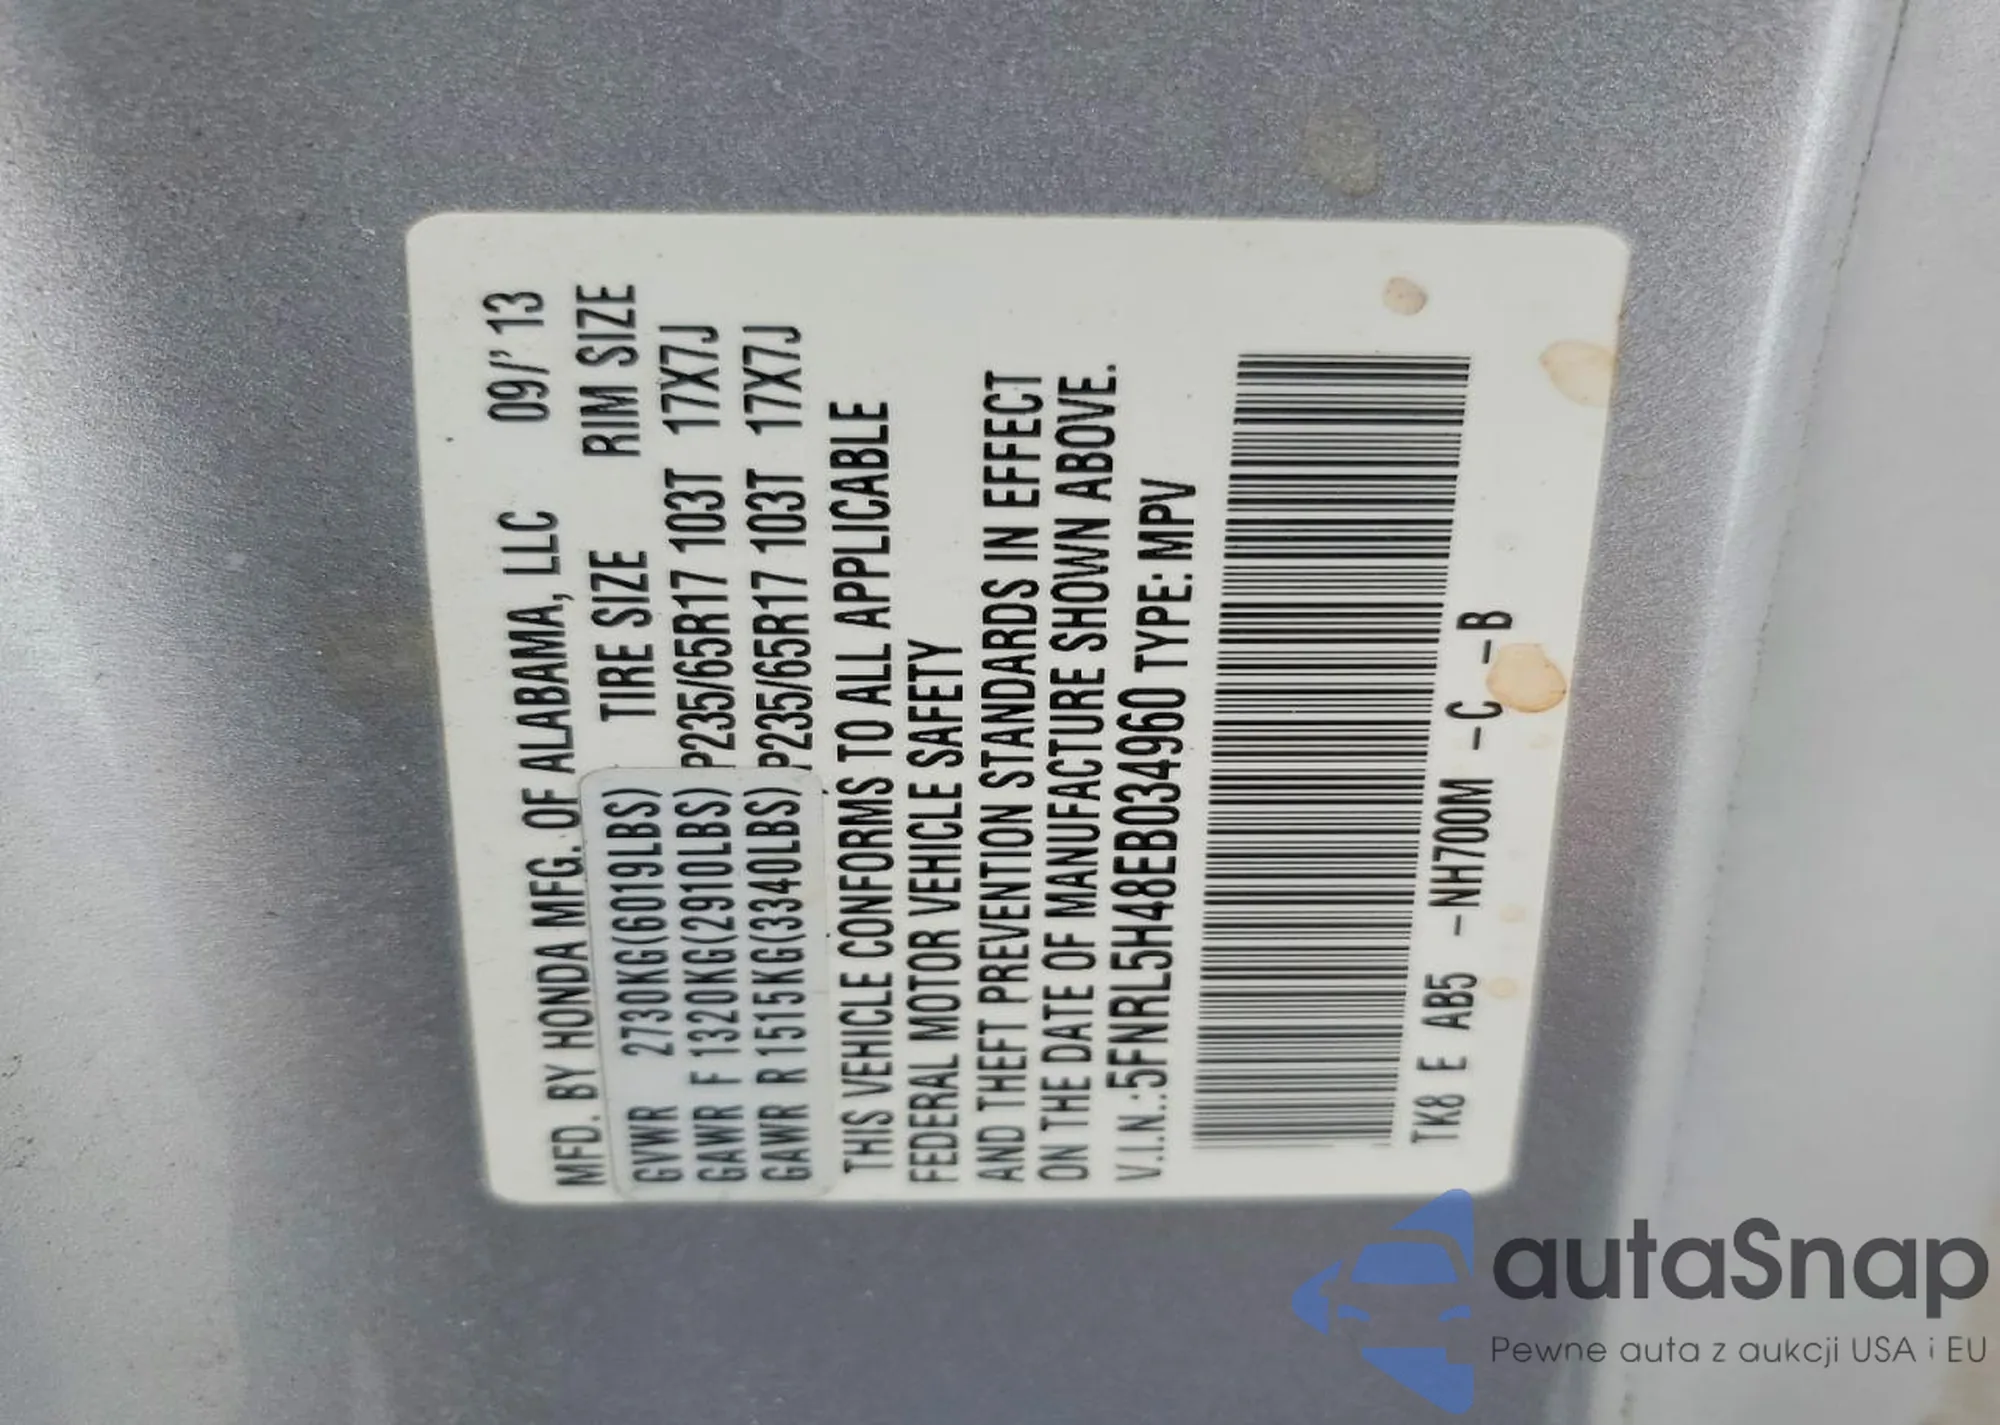 MFD. BY HONDA MFG. OF ALABAMA, LLC 09/'13
TIRE SIZE RIM SIZE
GVWR 2730KG(6019LBS)
GAWR F 1320KG(2910LBS) P235/65R17 103T 17X7J
GAWR R 1515KG(3340LBS) P235/65R17 103T 17X7J
THIS VEHICLE CONFORMS TO ALL APPLICABLE
FEDERAL MOTOR VEHICLE SAFETY
AND THEFT PREVENTION STANDARDS IN EFFECT
ON THE DATE OF MANUFACTURE SHOWN ABOVE.
V.I.N.:5FNRL5H48EB034960 TYPE: MPV
TK8 E AB5 -NH700M -C -B
autaSnap
Pewne auta z aukcji USA i EU